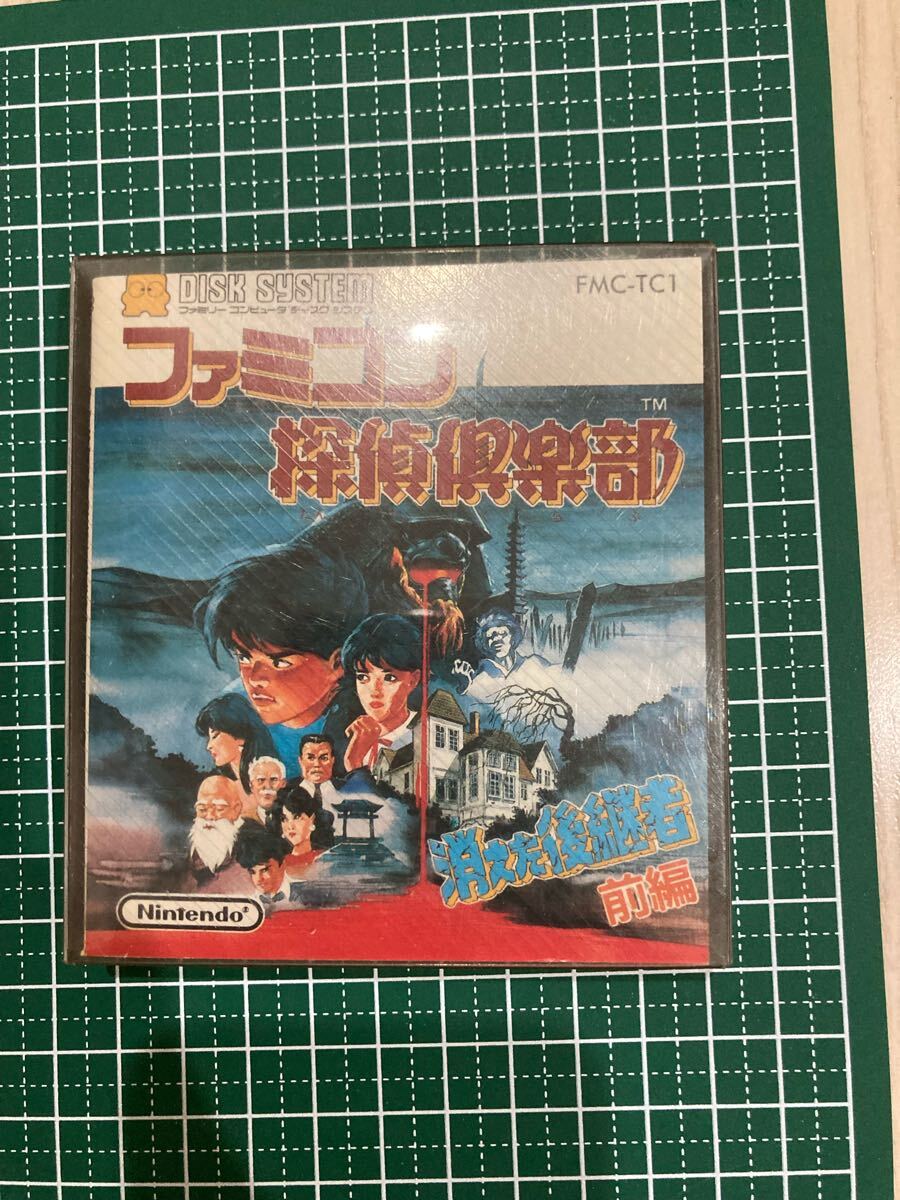 DISK SYSTEM
FMC-TC1
ファミリー コンピュータ ディスク システム
ファミコン
探偵倶楽部
TM
消えた後継者
前編
Nintendo